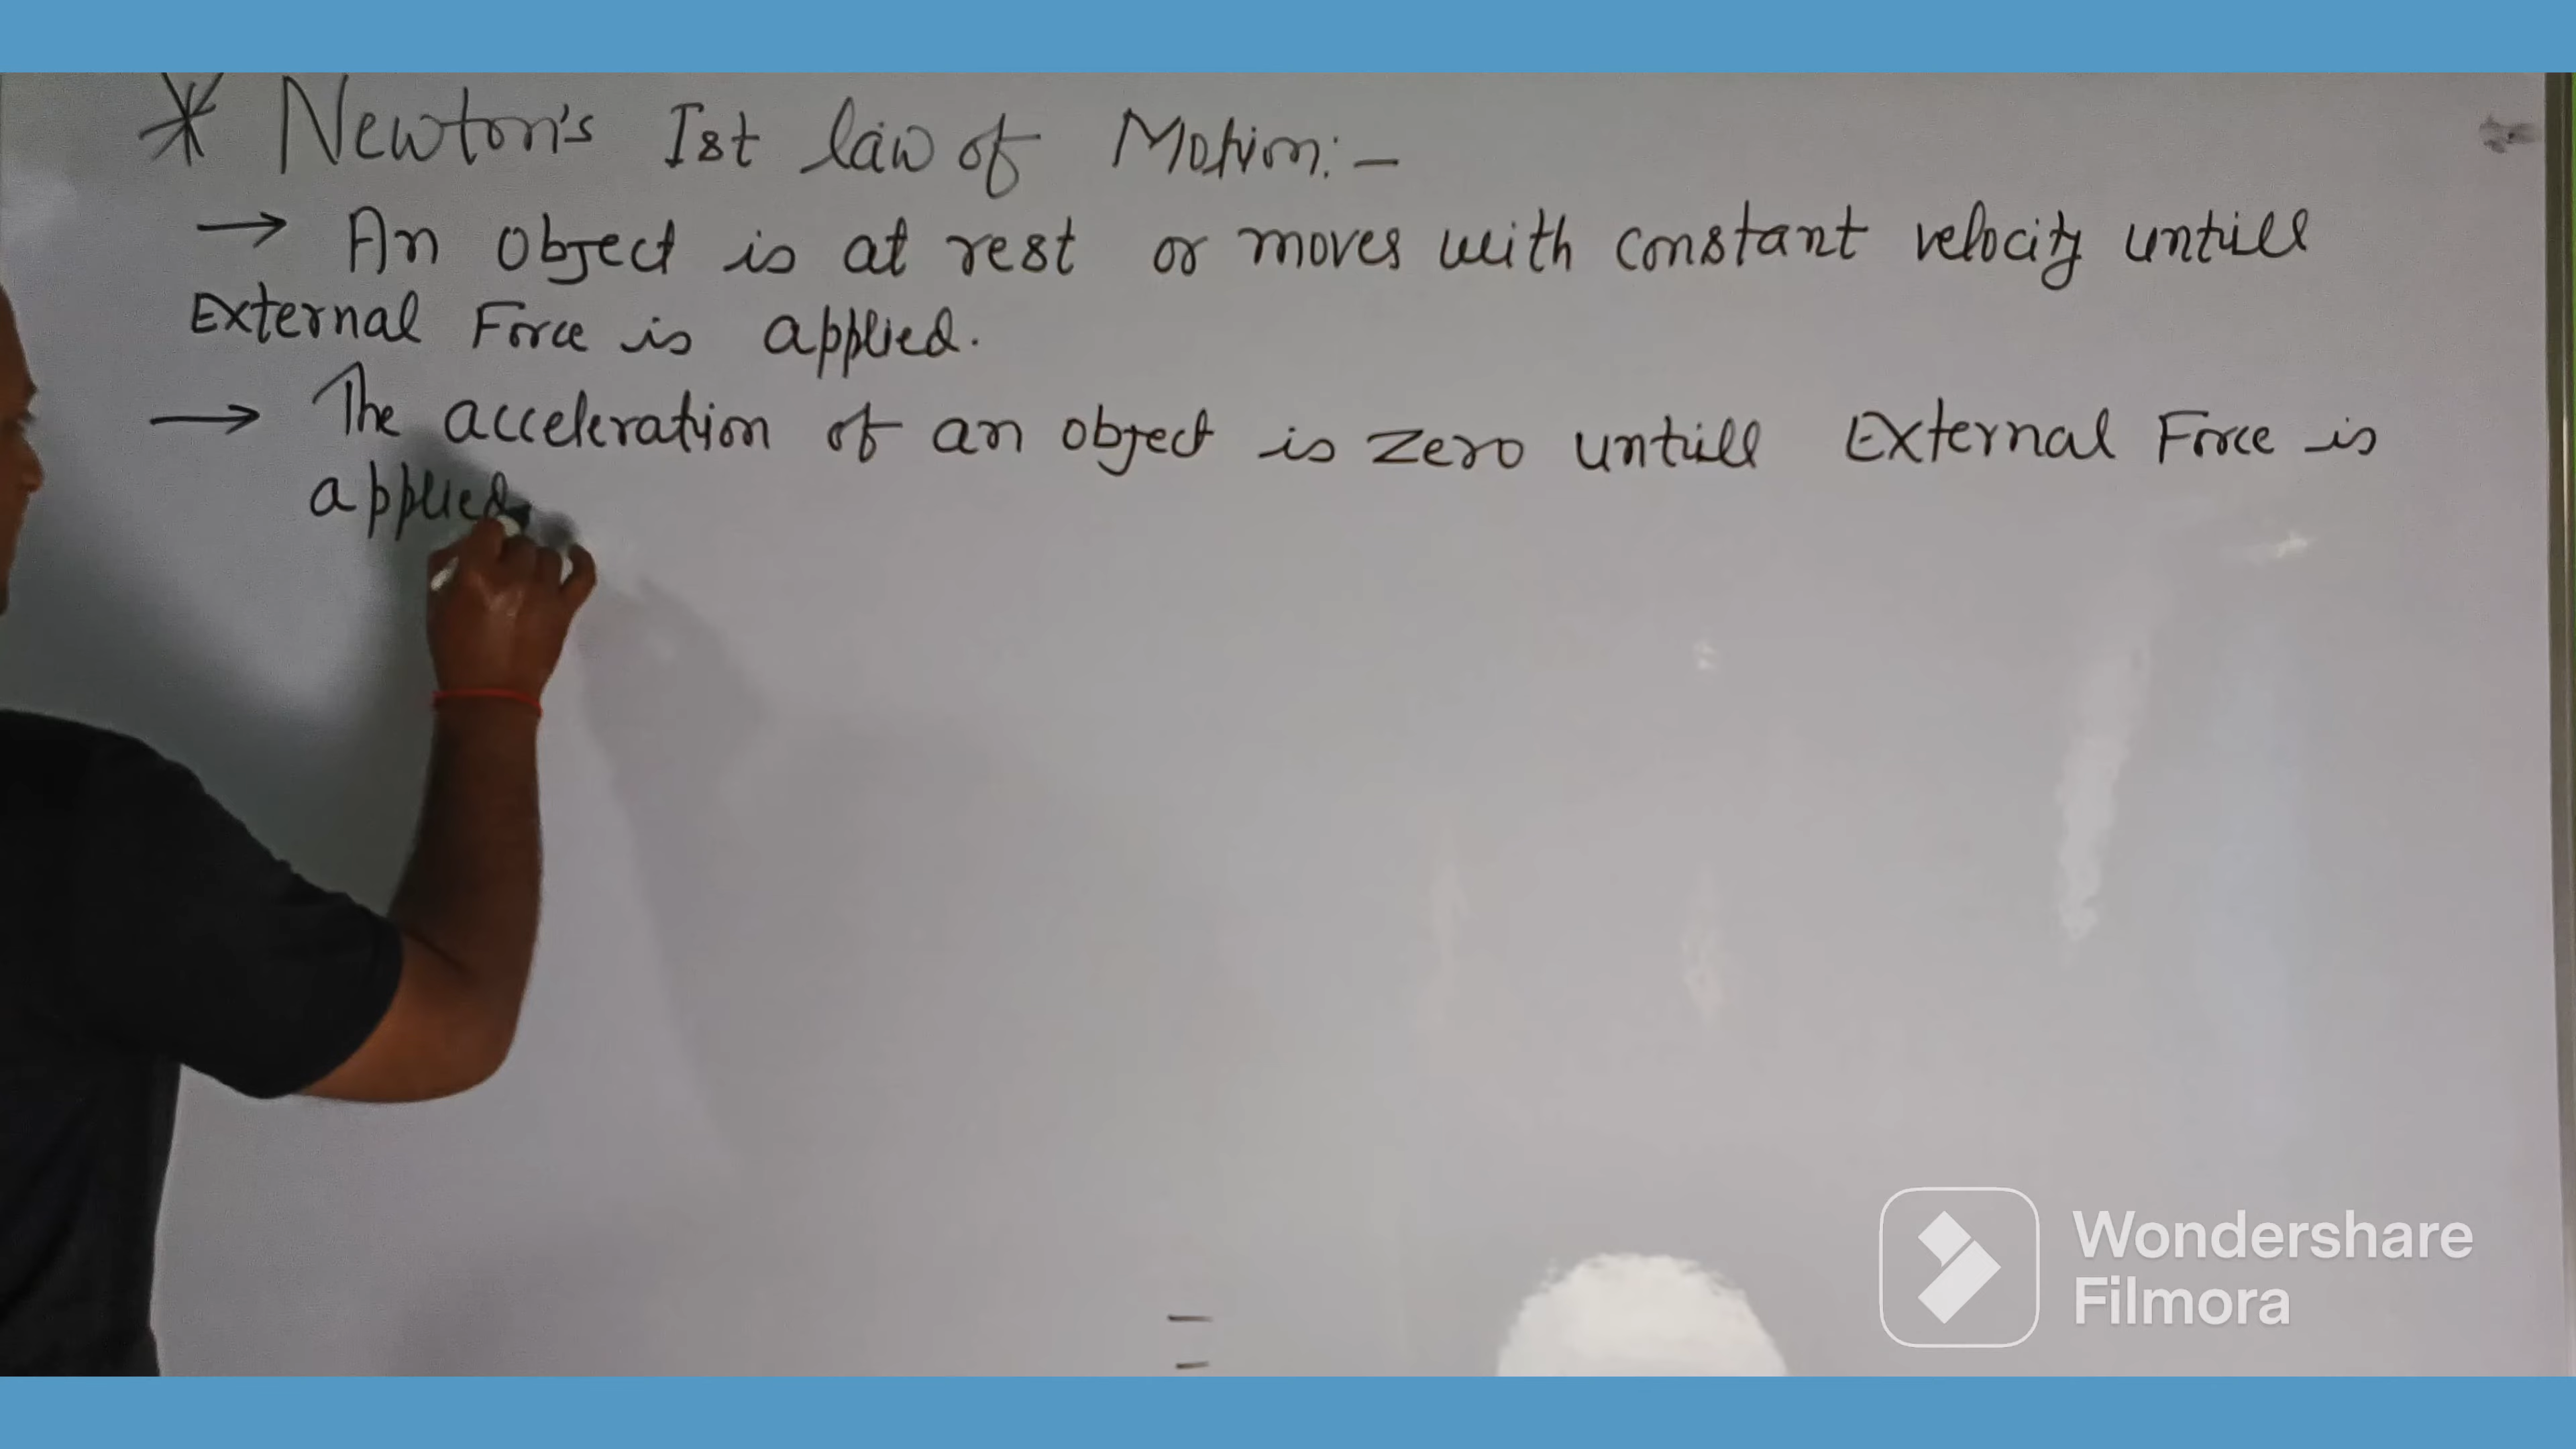 * Newton's Ist law of Motion:-
→ An object is at rest or moves with constant velocity untill
External Force is applied.
→ The acceleration of an object is zero untill External Force is
applied
Wondershare
Filmora